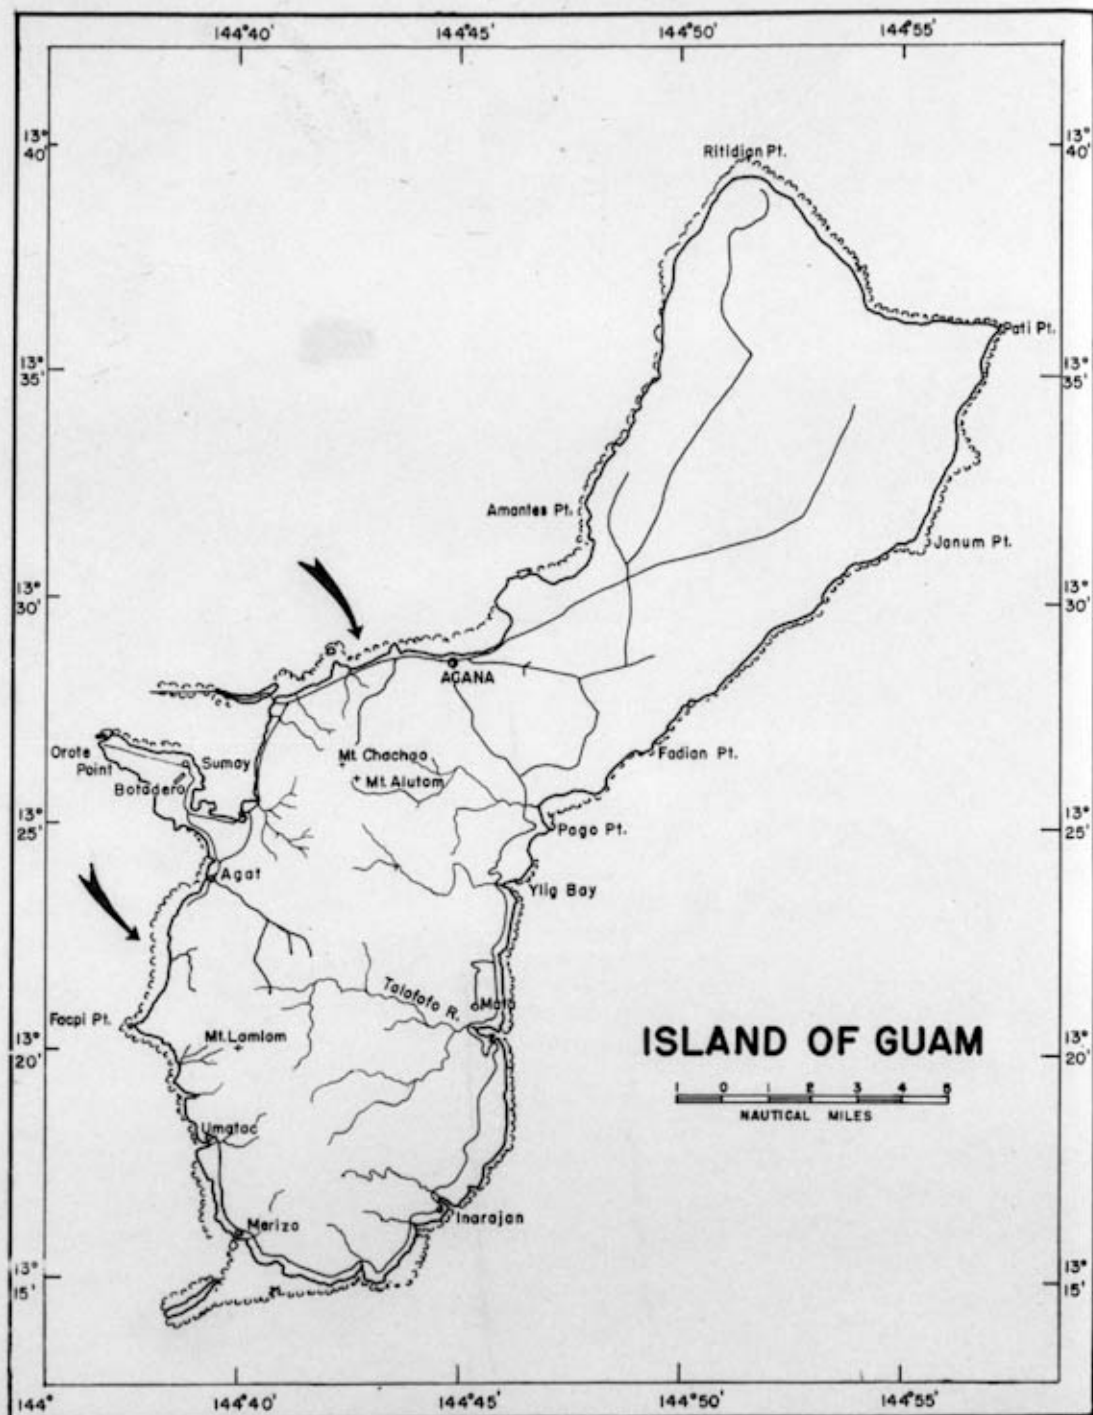 144°40' 144°45' 144°50' 144°55'
13°
40'
13°
40'
Ritidian Pt.
Pati Pt.
13°
35'
13°
35'
Amantes Pt.
Janum Pt.
13°
30'
13°
30'
AGANA
Orote
Point
Sumay
Botadero
Mt. Chachao
Mt. Alutom
Fadian Pt.
13°
25'
13°
25'
Pago Pt.
Agat
Ylig Bay
Talofofo R.
Mata
Facpi Pt.
Mt. Lamlam
13°
20'
13°
20'
ISLAND OF GUAM
1 0 1 2 3 4 5
NAUTICAL MILES
Umatac
Merizo
Inarajan
13°
15'
13°
15'
144° 144°40' 144°45' 144°50' 144°55'